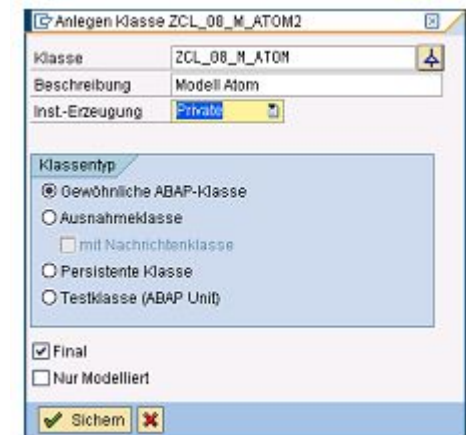 Anlegen Klasse ZCL_08_M_ATOM2
Klasse ZCL_08_M_ATOM
Beschreibung Modell Atom
Inst.-Erzeugung Private
Klassentyp
Gewöhnliche ABAP-Klasse
Ausnahmeklasse
mit Nachrichtenklasse
Persistente Klasse
Testklasse (ABAP Unit)
Final
Nur Modelliert
Sichern